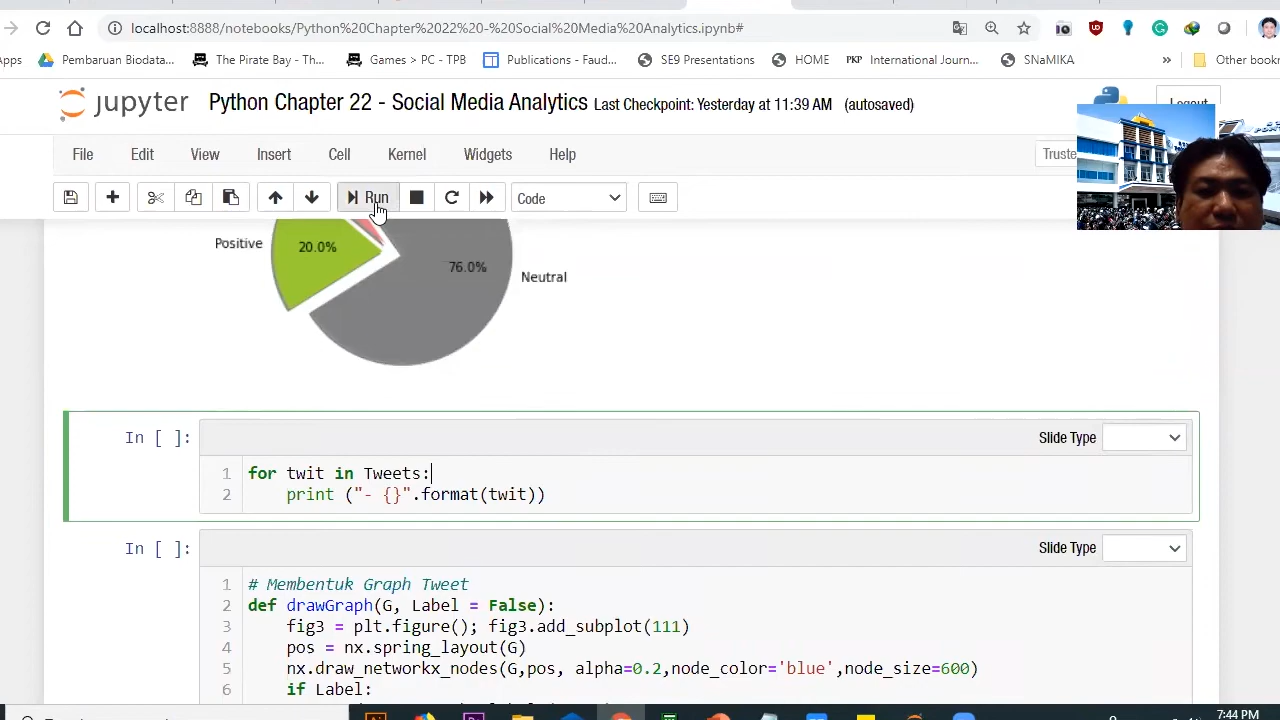 localhost:8888/notebooks/Python%20Chapter%2022%20-%20Social%20Media%20Analytics.ipynb#
Apps Pembaruan Biodata... The Pirate Bay - Th... Games > PC - TPB Publications - Faud... SE9 Presentations HOME PKP International Journ... SNaMIKA » Other bookr
jupyter Python Chapter 22 - Social Media Analytics Last Checkpoint: Yesterday at 11:39 AM (autosaved) Logout
File Edit View Insert Cell Kernel Widgets Help Truste
Run Code
Positive 20.0%
76.0% Neutral
In [ ]: Slide Type
1 for twit in Tweets:
2 print ("- {}".format(twit))
In [ ]: Slide Type
1 # Membentuk Graph Tweet
2 def drawGraph(G, Label = False):
3 fig3 = plt.figure(); fig3.add_subplot(111)
4 pos = nx.spring_layout(G)
5 nx.draw_networkx_nodes(G,pos, alpha=0.2,node_color='blue',node_size=600)
6 if Label:
7:44 PM